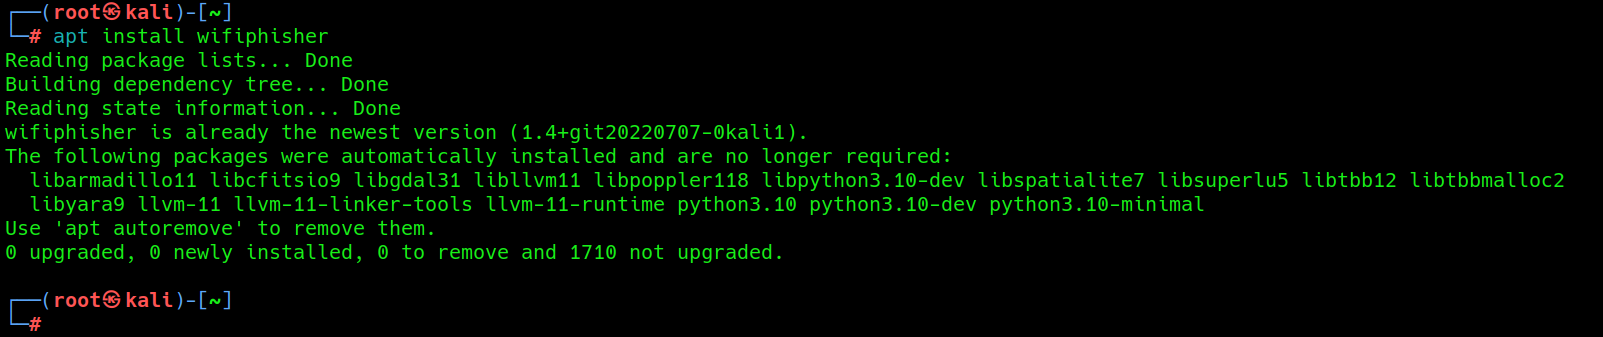 ┌──(root㉿kali)-[~]
└─# apt install wifiphisher
Reading package lists... Done
Building dependency tree... Done
Reading state information... Done
wifiphisher is already the newest version (1.4+git20220707-0kali1).
The following packages were automatically installed and are no longer required:
  libarmadillo11 libcfitsio9 libgdal31 libllvm11 libpoppler118 libpython3.10-dev libspatialite7 libsuperlu5 libtbb12 libtbbmalloc2
  libyara9 llvm-11 llvm-11-linker-tools llvm-11-runtime python3.10 python3.10-dev python3.10-minimal
Use 'apt autoremove' to remove them.
0 upgraded, 0 newly installed, 0 to remove and 1710 not upgraded.
┌──(root㉿kali)-[~]
└─#